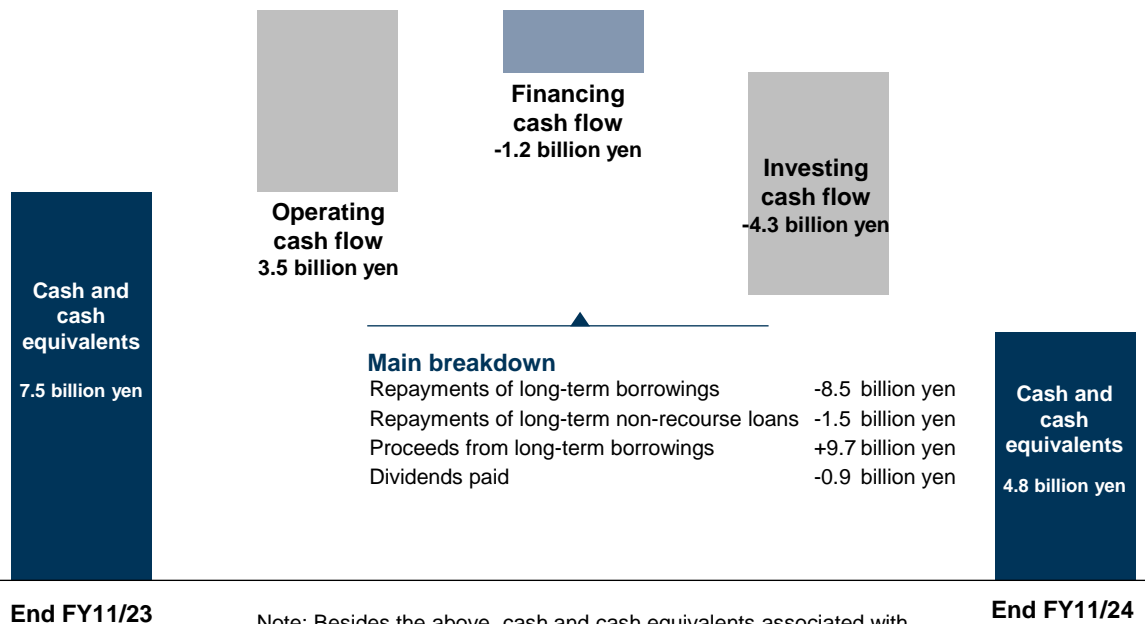 Financing
cash flow
-1.2 billion yen
Investing
cash flow
-4.3 billion yen
Operating
cash flow
3.5 billion yen
Cash and
cash
equivalents
7.5 billion yen
Main breakdown
Repayments of long-term borrowings -8.5 billion yen
Repayments of long-term non-recourse loans -1.5 billion yen
Proceeds from long-term borrowings +9.7 billion yen
Dividends paid -0.9 billion yen
Cash and
cash
equivalents
4.8 billion yen
End FY11/23
End FY11/24
Note: Besides the above, cash and cash equivalents associated with